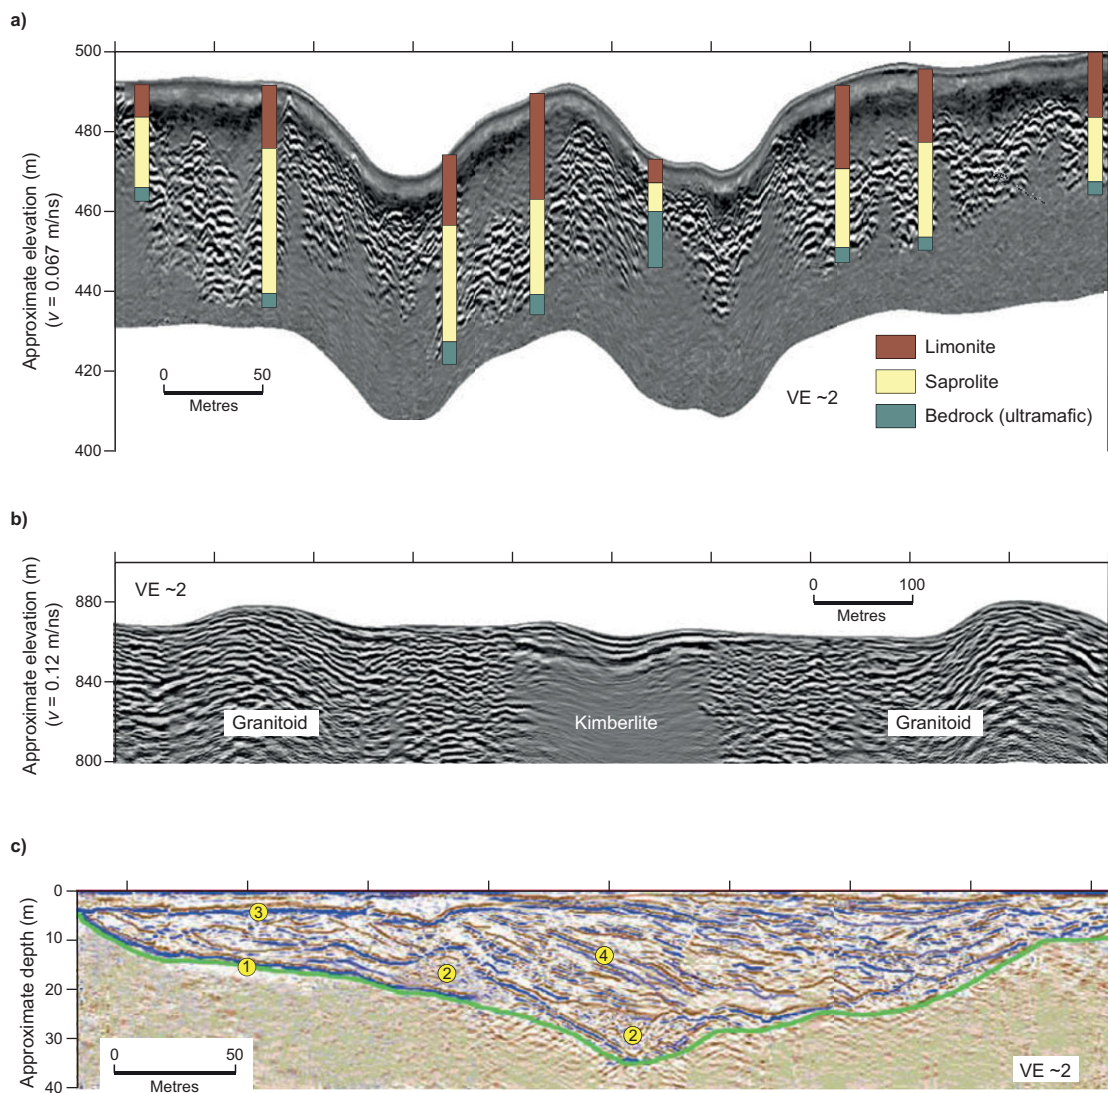 a)
500
480
460
440
420
400
Approximate elevation (m)
(v = 0.067 m/ns)
0 50
Metres
VE ~2
Limonite
Saprolite
Bedrock (ultramafic)
b)
VE ~2
0 100
Metres
880
840
800
Approximate elevation (m)
(v = 0.12 m/ns)
Granitoid
Kimberlite
Granitoid
c)
0
10
20
30
40
Approximate depth (m)
3
1
2
4
2
0 50
Metres
VE ~2